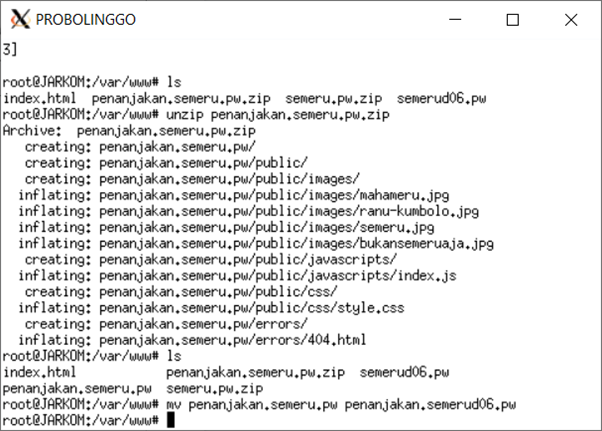 PROBOLINGGO
3]
root@JARKOM:/var/www# ls
index.html  penanjakan.semeru.pw.zip  semeru.pw.zip  semerud06.pw
root@JARKOM:/var/www# unzip penanjakan.semeru.pw.zip
Archive:  penanjakan.semeru.pw.zip
   creating: penanjakan.semeru.pw/
   creating: penanjakan.semeru.pw/public/
   creating: penanjakan.semeru.pw/public/images/
  inflating: penanjakan.semeru.pw/public/images/mahameru.jpg
  inflating: penanjakan.semeru.pw/public/images/ranu-kumbolo.jpg
  inflating: penanjakan.semeru.pw/public/images/semeru.jpg
  inflating: penanjakan.semeru.pw/public/images/bukansemeruaja.jpg
   creating: penanjakan.semeru.pw/public/javascripts/
  inflating: penanjakan.semeru.pw/public/javascripts/index.js
   creating: penanjakan.semeru.pw/public/css/
  inflating: penanjakan.semeru.pw/public/css/style.css
   creating: penanjakan.semeru.pw/errors/
  inflating: penanjakan.semeru.pw/errors/404.html
root@JARKOM:/var/www# ls
index.html           penanjakan.semeru.pw.zip  semerud06.pw
penanjakan.semeru.pw  semeru.pw.zip
root@JARKOM:/var/www# mv penanjakan.semeru.pw penanjakan.semerud06.pw
root@JARKOM:/var/www#